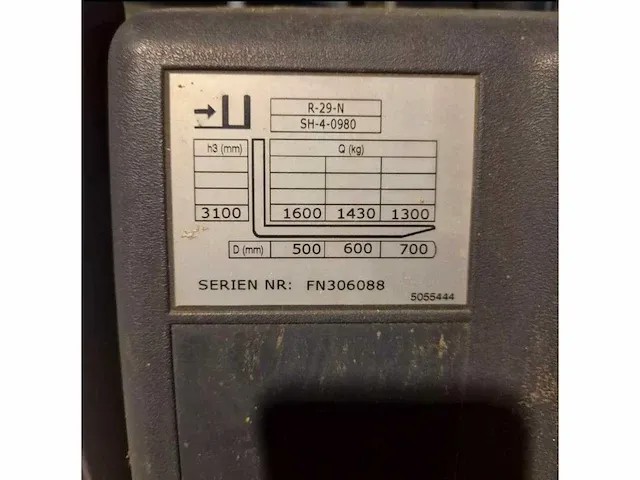 R-29-N
SH-4-0980
h3 (mm) Q (kg)
3100 1600 1430 1300
D (mm) 500 600 700
SERIEN NR: FN306088
5055444